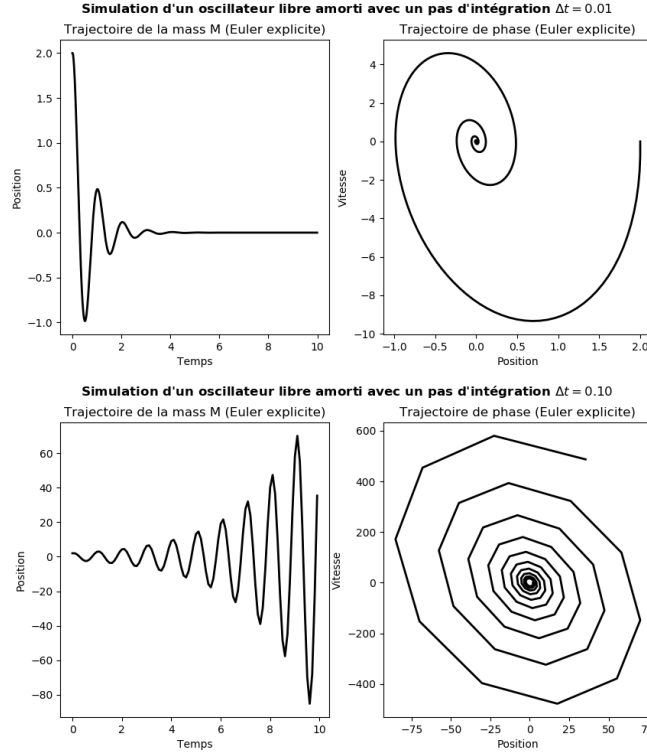 Simulation d'un oscillateur libre amorti avec un pas d'intégration Δt = 0.01
Trajectoire de la mass M (Euler explicite)
2.0
1.5
1.0
0.5
0.0
-0.5
-1.0
Position
0 2 4 6 8 10
Temps
Trajectoire de phase (Euler explicite)
4
2
0
-2
-4
-6
-8
-10
Vitesse
-1.0 -0.5 0.0 0.5 1.0 1.5 2.0
Position
Simulation d'un oscillateur libre amorti avec un pas d'intégration Δt = 0.10
Trajectoire de la mass M (Euler explicite)
60
40
20
0
-20
-40
-60
-80
Position
0 2 4 6 8 10
Temps
Trajectoire de phase (Euler explicite)
600
400
200
0
-200
-400
Vitesse
-75 -50 -25 0 25 50 75
Position